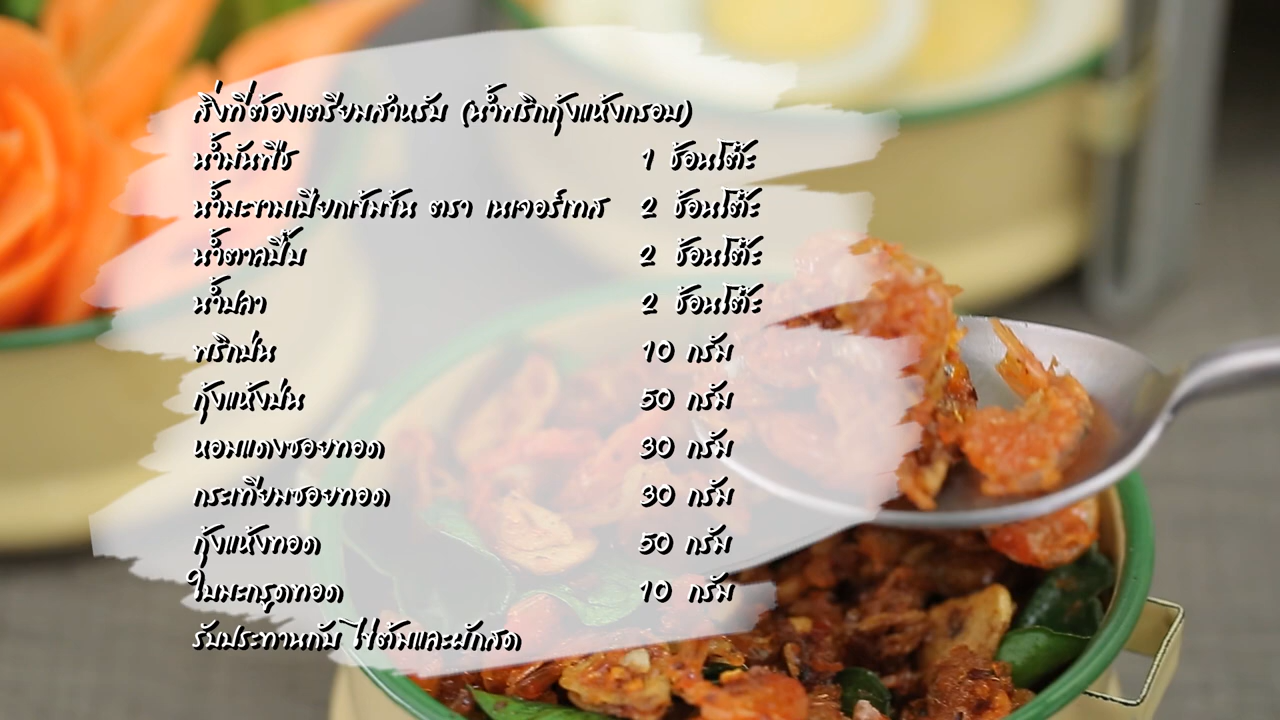 สิ่งที่ต้องเตรียมสำหรับ (น้ำพริกกุ้งแห้งกรอบ)
น้ำมันพืช 1 ช้อนโต๊ะ
น้ำมะขามเปียกเข้มข้น ตรา เนเจอร์เทส 2 ช้อนโต๊ะ
น้ำตาลปี๊บ 2 ช้อนโต๊ะ
น้ำปลา 2 ช้อนโต๊ะ
พริกป่น 10 กรัม
กุ้งแห้งป่น 50 กรัม
หอมแดงซอยทอด 30 กรัม
กระเทียมซอยทอด 30 กรัม
กุ้งแห้งทอด 50 กรัม
ใบมะกรูดทอด 10 กรัม
รับประทานกับ ไข่ต้มและผักสด